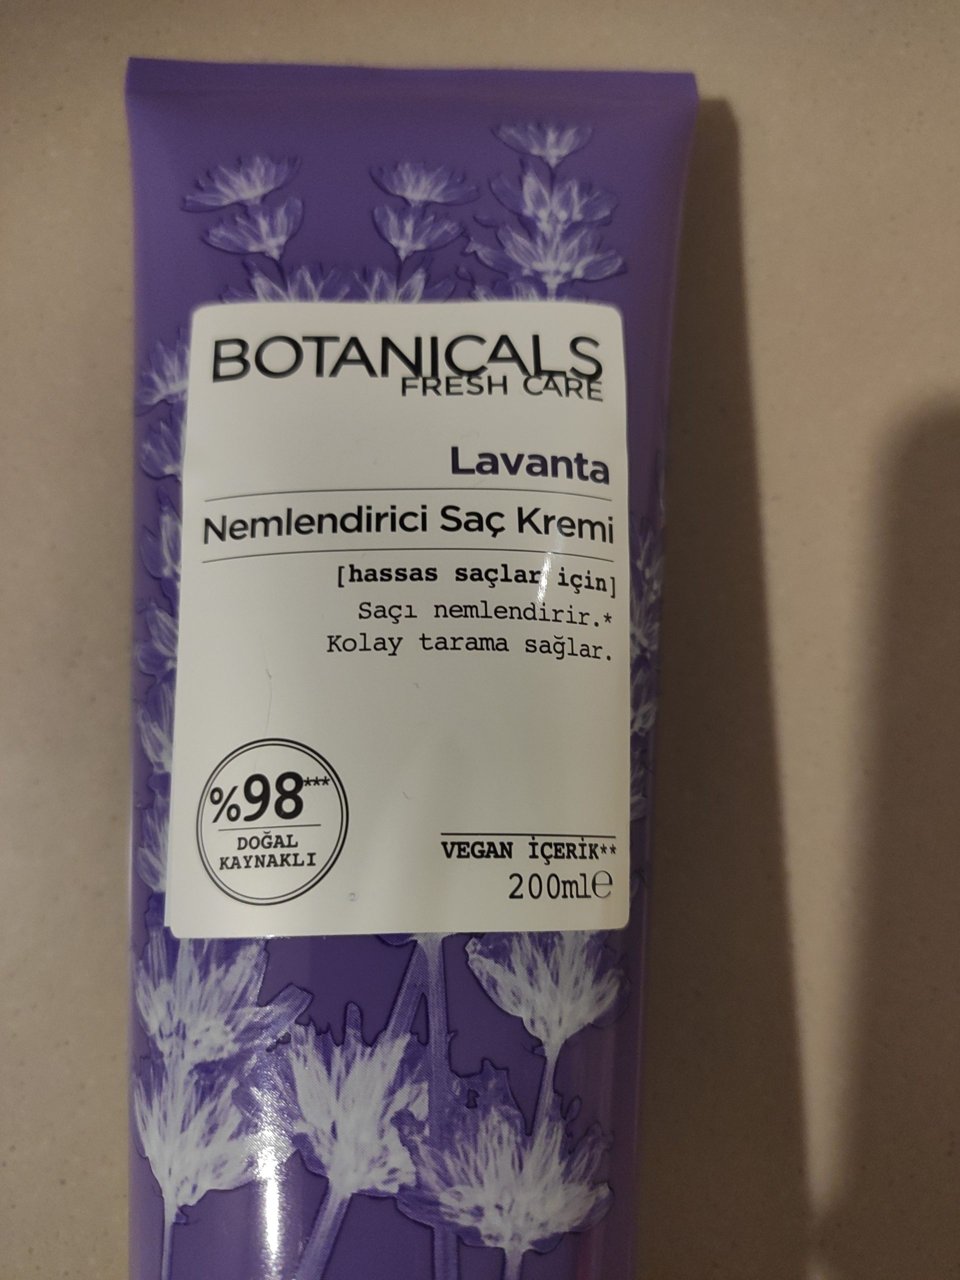 BOTANICALS
FRESH CARE
Lavanta
Nemlendirici Saç Kremi
[hassas saçlar için]
Saçı nemlendirir.*
Kolay tarama sağlar.
%98***
DOĞAL
KAYNAKLI
VEGAN İÇERİK**
200ml℮